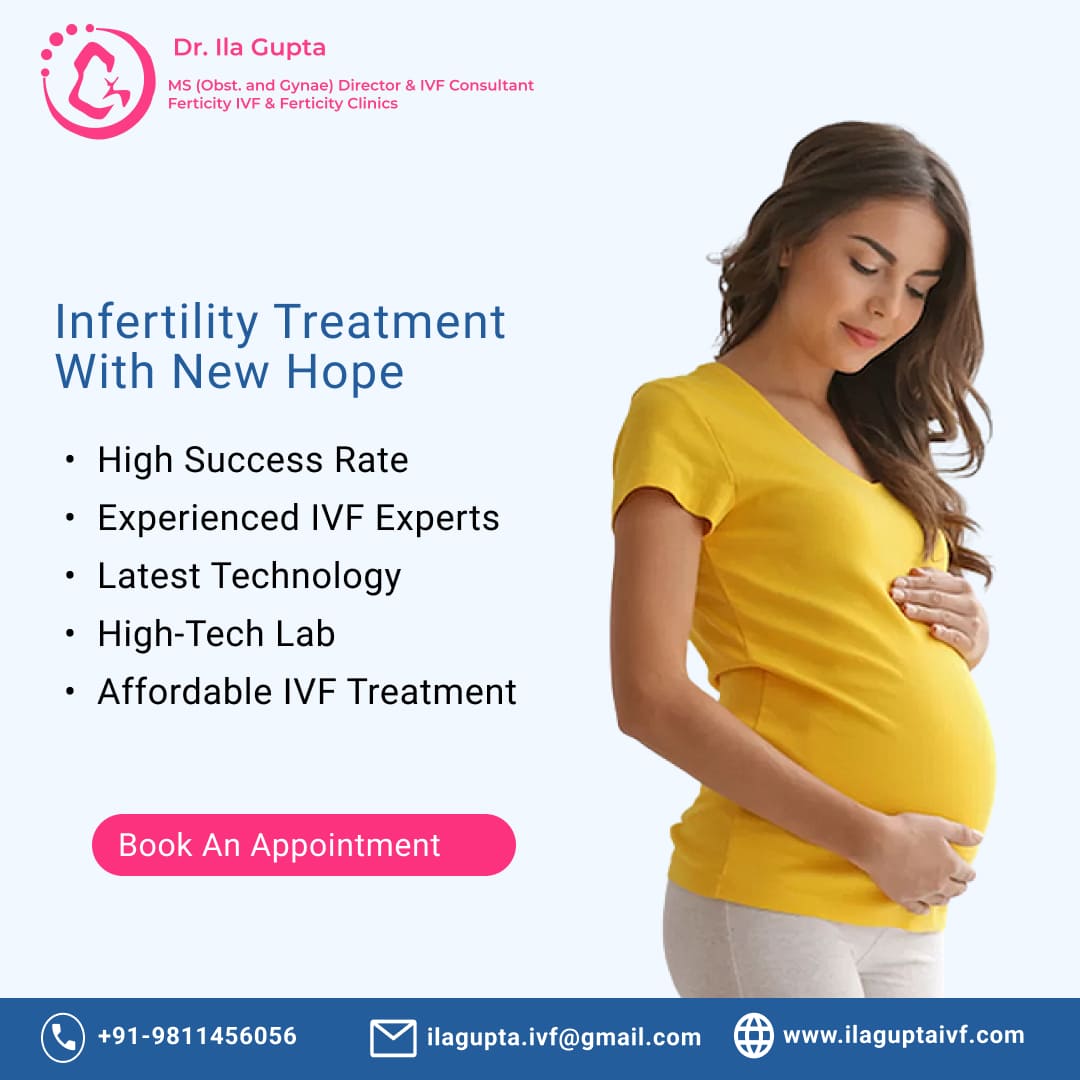 Dr. Ila Gupta
MS (Obst. and Gynae) Director & IVF Consultant
Ferticity IVF & Ferticity Clinics
Infertility Treatment
With New Hope
• High Success Rate
• Experienced IVF Experts
• Latest Technology
• High-Tech Lab
• Affordable IVF Treatment
Book An Appointment
+91-9811456056 ilagupta.ivf@gmail.com www.ilaguptaivf.com